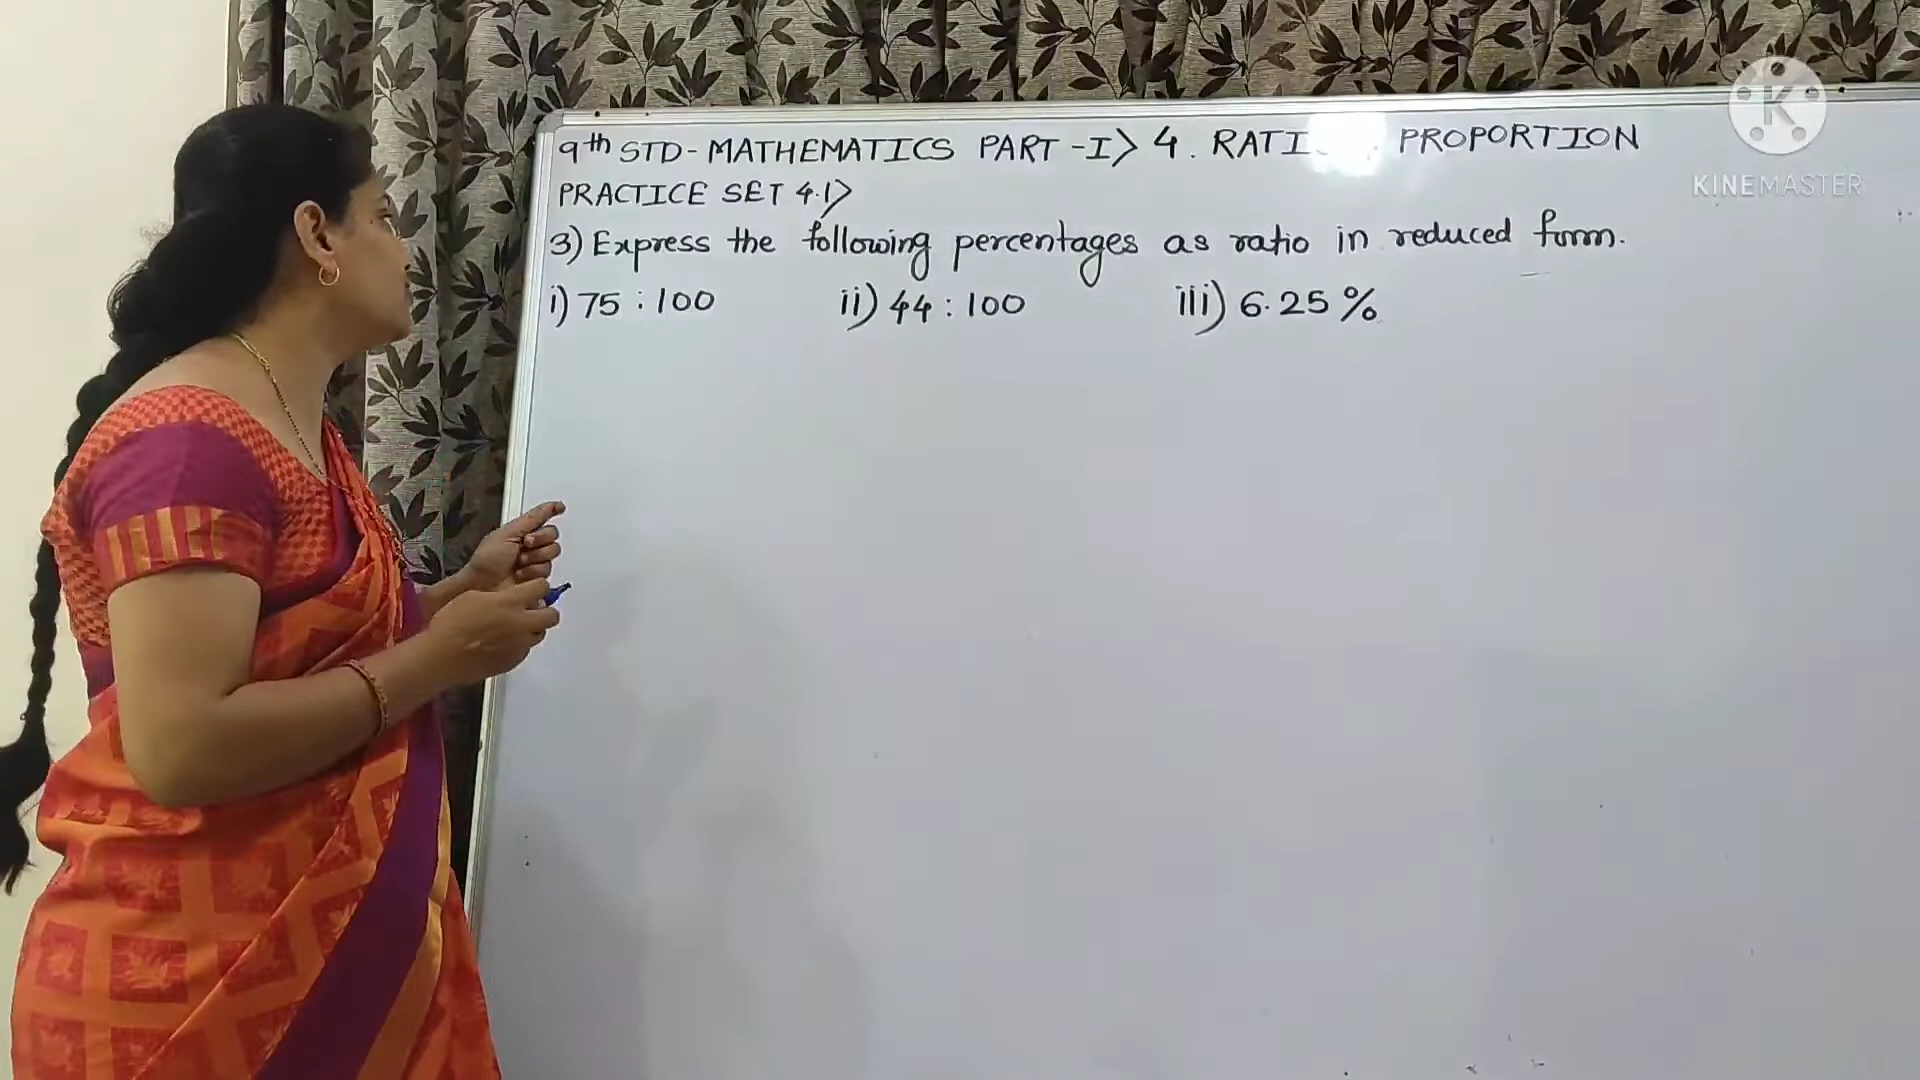 9th STD - MATHEMATICS PART - I> 4. RATI PROPORTION
PRACTICE SET 4.1>
3) Express the following percentages as ratio in reduced form.
i) 75 : 100 ii) 44 : 100 iii) 6.25 %
K
KINEMASTER